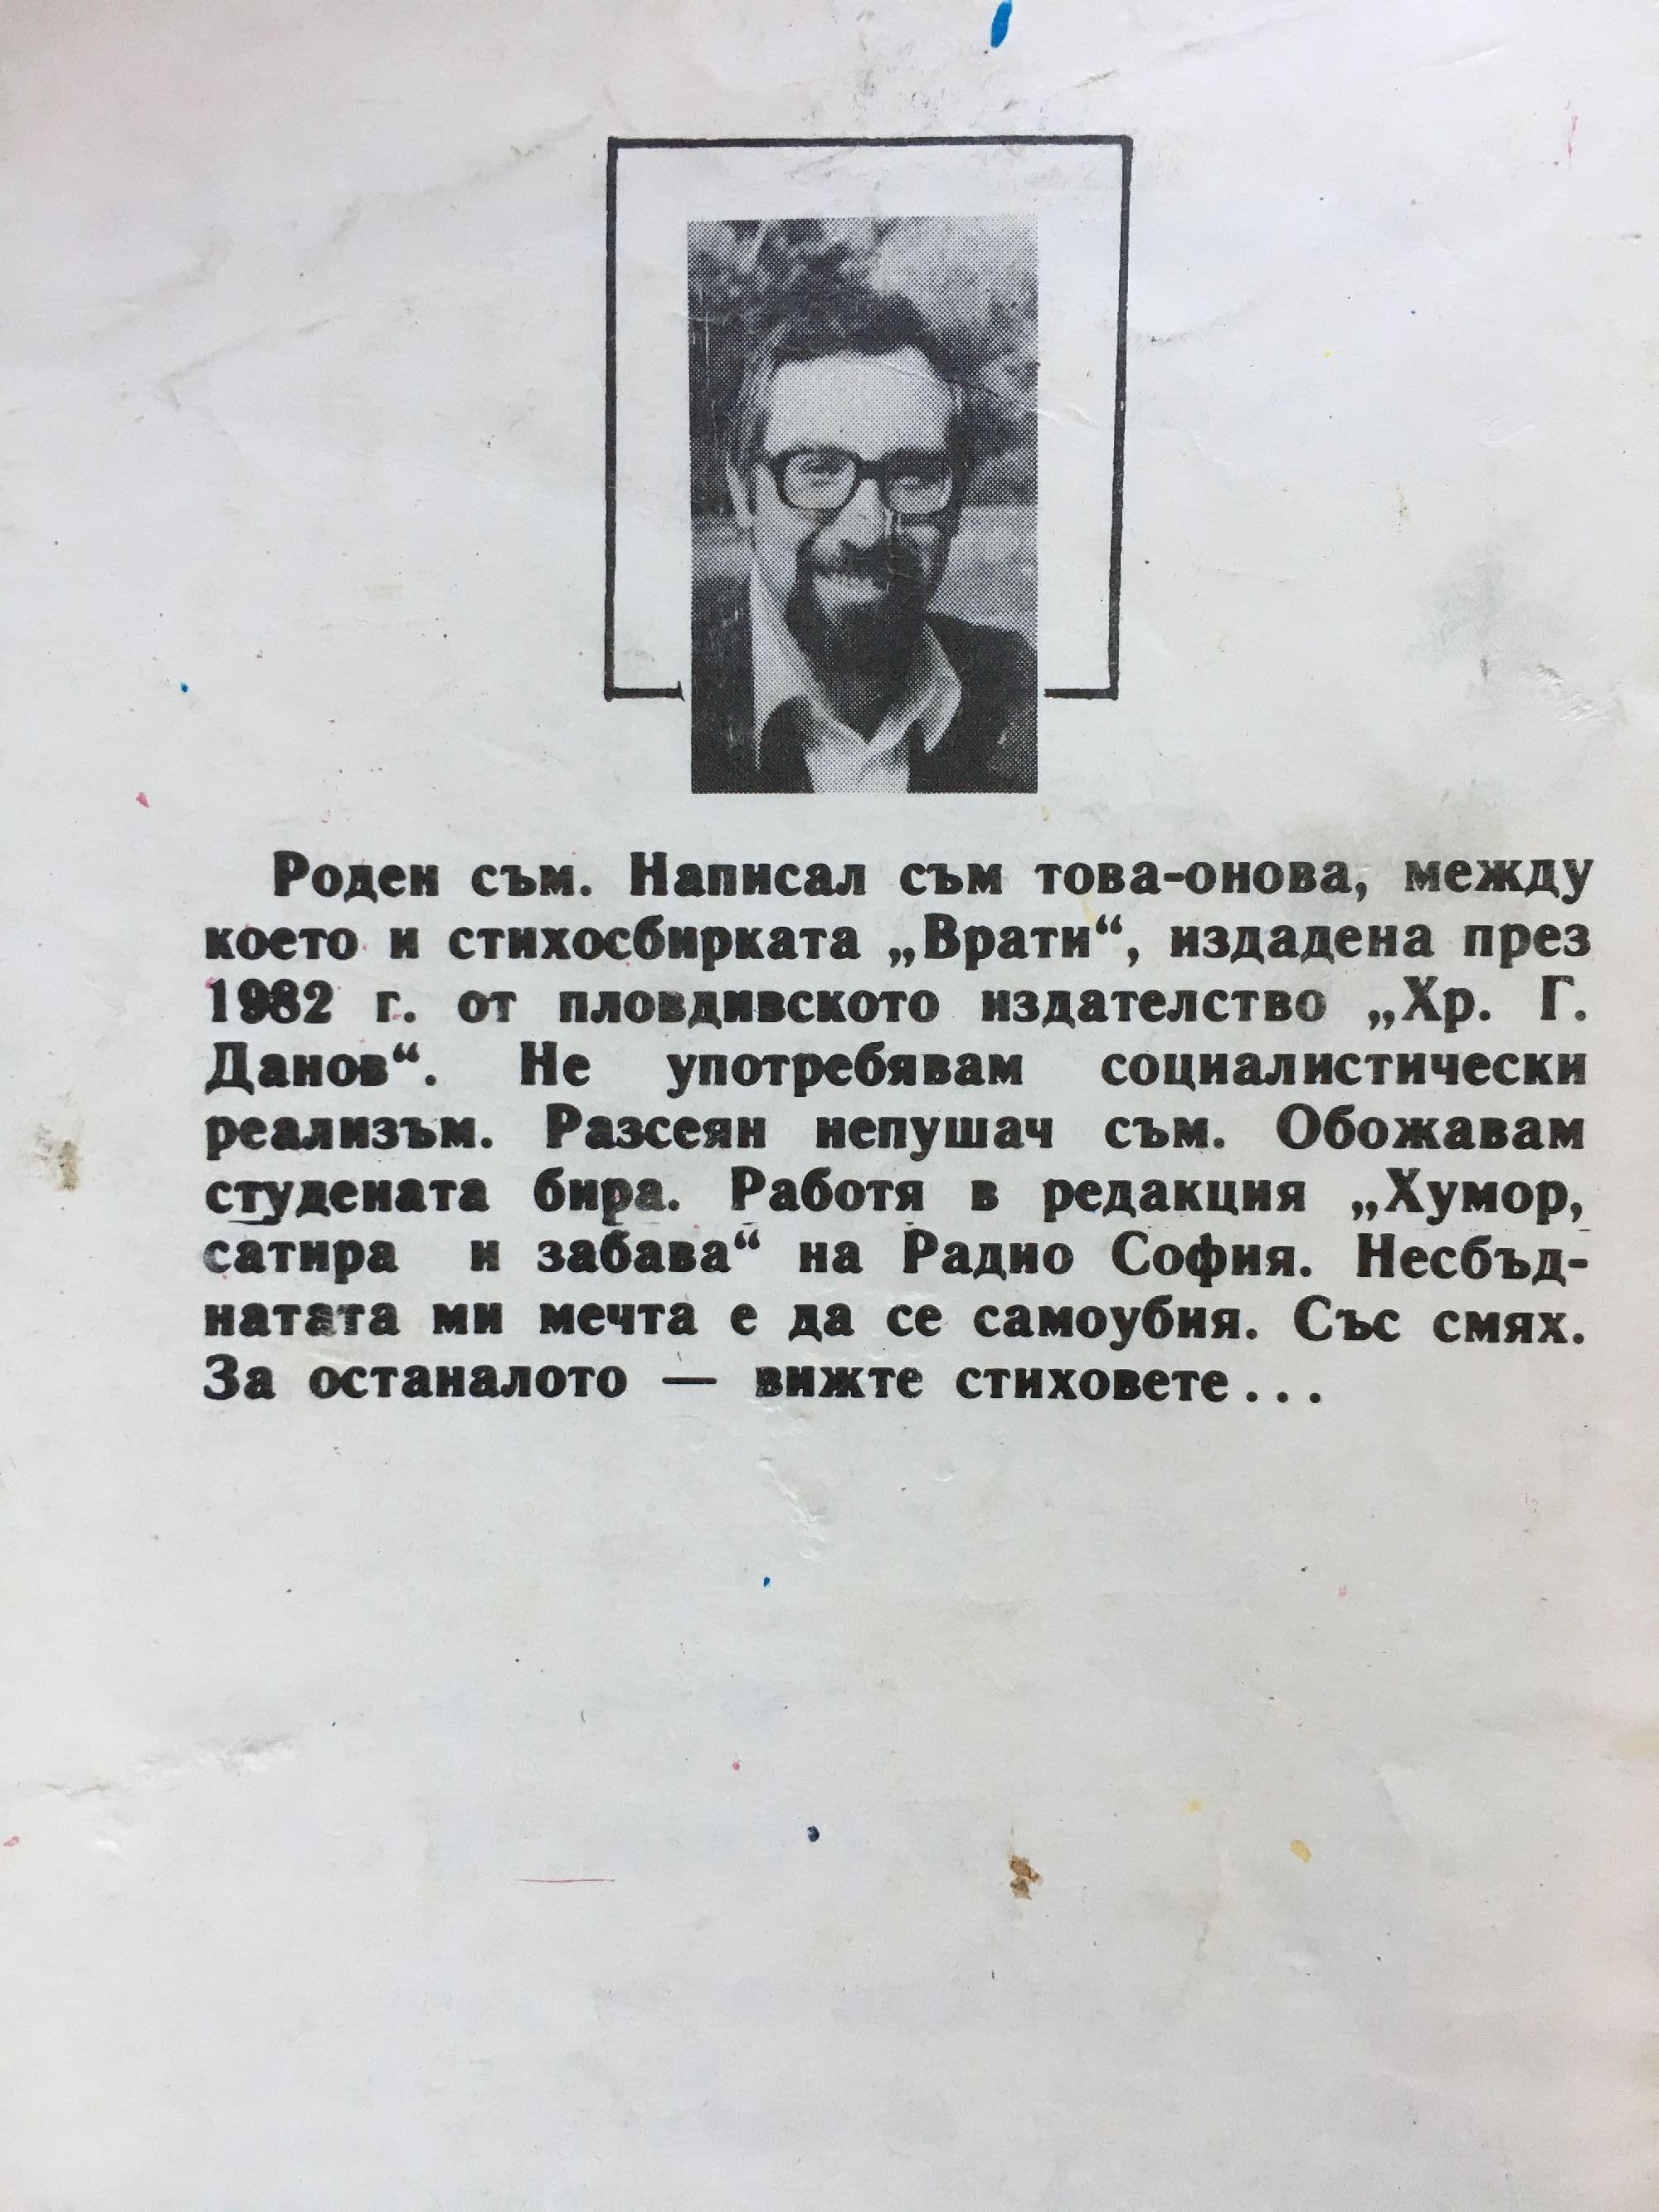 Роден съм. Написал съм това-онова, между
което и стихосбирката „Врати“, издадена през
1982 г. от пловдивското издателство „Хр. Г.
Данов“. Не употребявам социалистически
реализъм. Разсеян непушач съм. Обожавам
студената бира. Работя в редакция „Хумор,
сатира и забава“ на Радио София. Несбъд-
натата ми мечта е да се самоубия. Със смях.
За останалото — вижте стиховете...